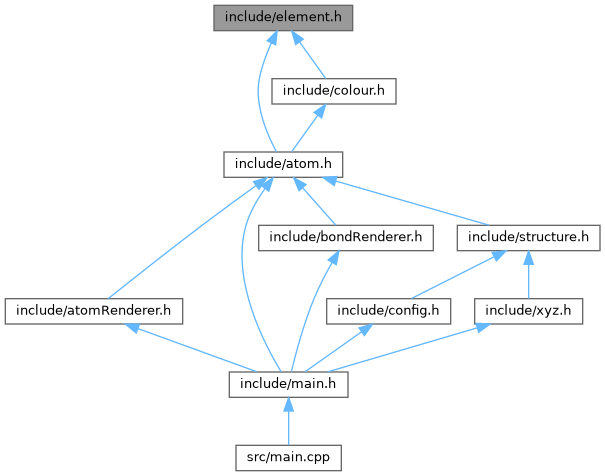 include/element.h
include/colour.h
include/atom.h
include/bondRenderer.h
include/structure.h
include/atomRenderer.h
include/config.h
include/xyz.h
include/main.h
src/main.cpp